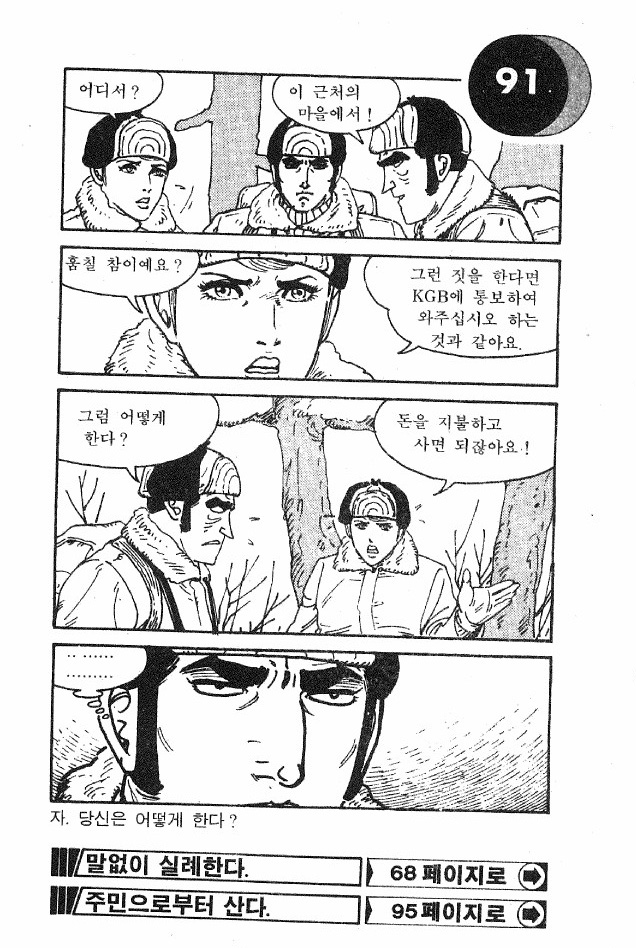 91
어디서?
이 근처의
마을에서!
훔칠 참이예요?
그런 짓을 한다면
KGB에 통보하여
와주십시오 하는
것과 같아요.
그럼 어떻게
한다?
돈을 지불하고
사면 되잖아요!
.. ......
.........
자. 당신은 어떻게 한다?
말없이 실례한다.
68 페이지로
주민으로부터 산다.
95 페이지로